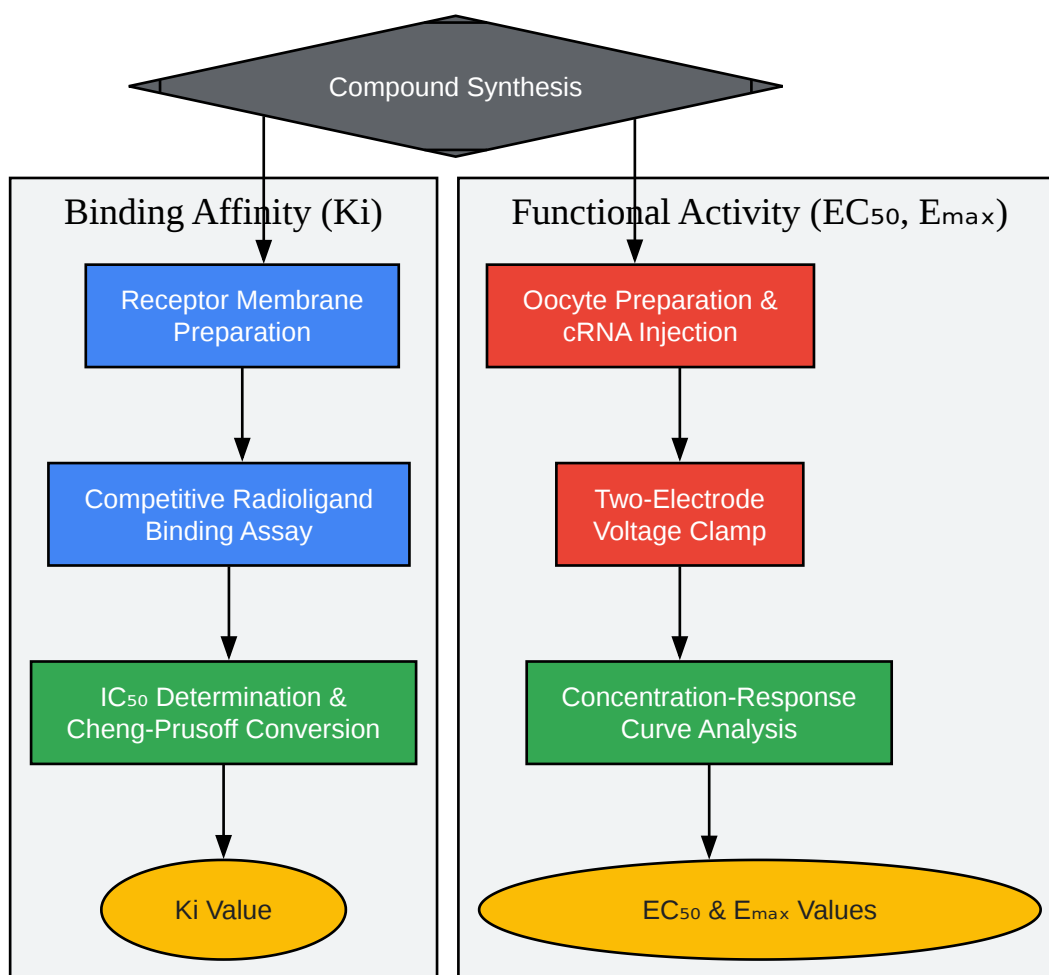 Compound Synthesis
Binding Affinity (Ki)
Receptor Membrane
Preparation
Competitive Radioligand
Binding Assay
IC₅₀ Determination &
Cheng-Prusoff Conversion
Ki Value
Functional Activity (EC₅₀, Eₘₐₓ)
Oocyte Preparation &
cRNA Injection
Two-Electrode
Voltage Clamp
Concentration-Response
Curve Analysis
EC₅₀ & Eₘₐₓ Values